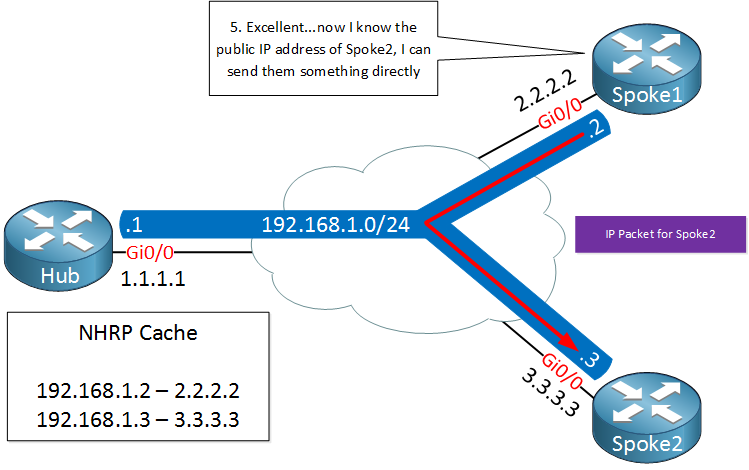 5. Excellent...now I know the
public IP address of Spoke2, I can
send them something directly
2.2.2.2
Gi0/0
Spoke1
.2
.1
192.168.1.0/24
IP Packet for Spoke2
Gi0/0
Hub
1.1.1.1
NHRP Cache
192.168.1.2 – 2.2.2.2
192.168.1.3 – 3.3.3.3
.3
Gi0/0
3.3.3.3
Spoke2